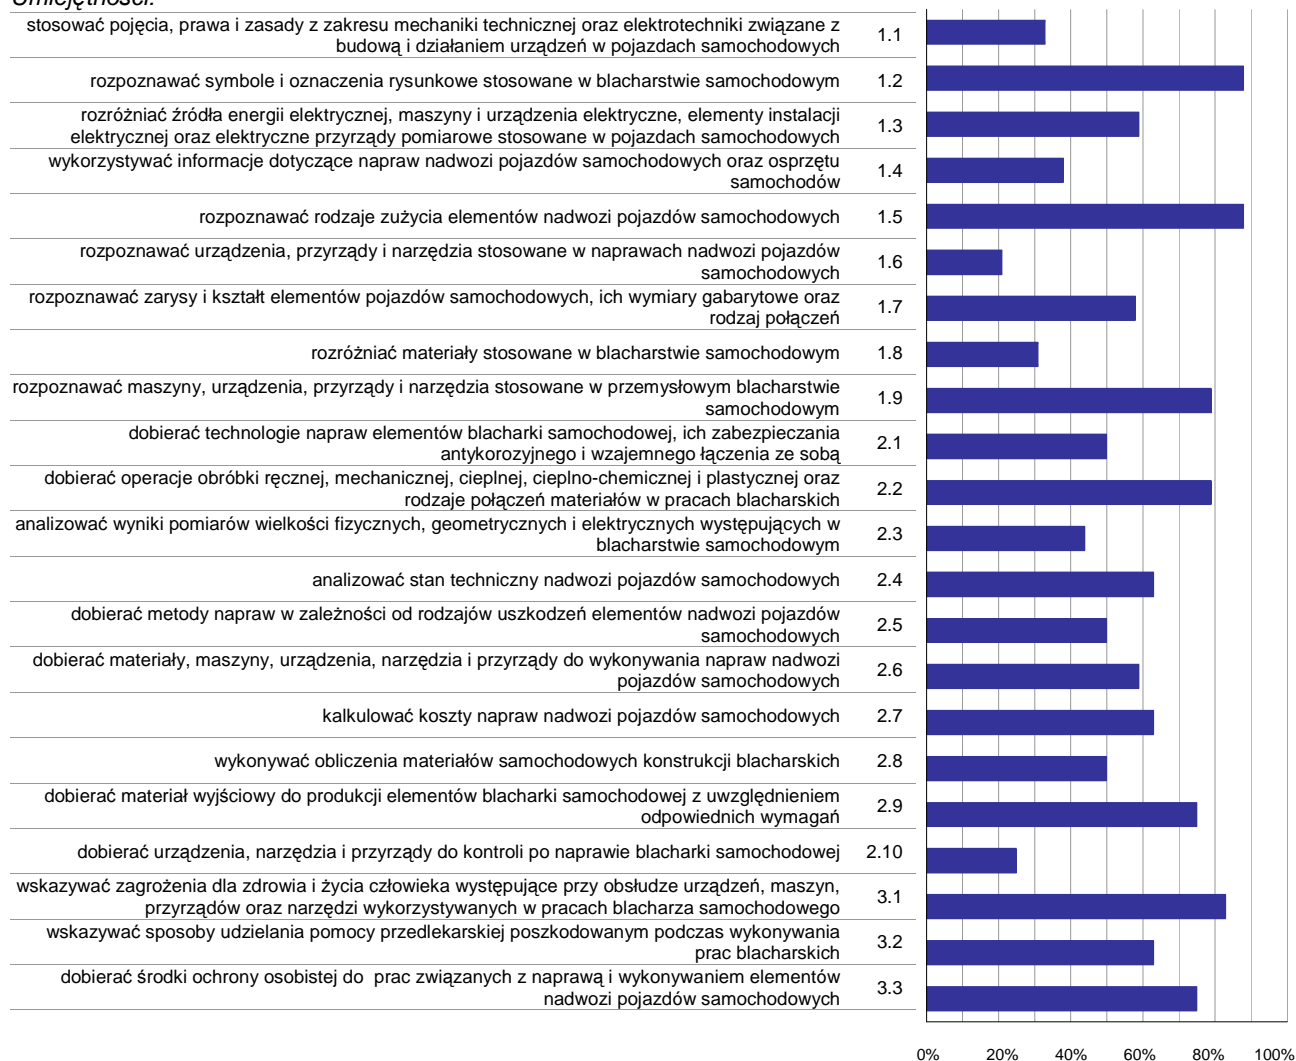 Umiejętności:
stosować pojęcia, prawa i zasady z zakresu mechaniki technicznej oraz elektrotechniki związane z
budową i działaniem urządzeń w pojazdach samochodowych
1.1
rozpoznawać symbole i oznaczenia rysunkowe stosowane w blacharstwie samochodowym
1.2
rozróżniać źródła energii elektrycznej, maszyny i urządzenia elektryczne, elementy instalacji
elektrycznej oraz elektryczne przyrządy pomiarowe stosowane w pojazdach samochodowych
1.3
wykorzystywać informacje dotyczące napraw nadwozi pojazdów samochodowych oraz osprzętu
samochodów
1.4
rozpoznawać rodzaje zużycia elementów nadwozi pojazdów samochodowych
1.5
rozpoznawać urządzenia, przyrządy i narzędzia stosowane w naprawach nadwozi pojazdów
samochodowych
1.6
rozpoznawać zarysy i kształt elementów pojazdów samochodowych, ich wymiary gabarytowe oraz
rodzaj połączeń
1.7
rozróżniać materiały stosowane w blacharstwie samochodowym
1.8
rozpoznawać maszyny, urządzenia, przyrządy i narzędzia stosowane w przemysłowym blacharstwie
samochodowym
1.9
dobierać technologie napraw elementów blacharki samochodowej, ich zabezpieczania
antykorozyjnego i wzajemnego łączenia ze sobą
2.1
dobierać operacje obróbki ręcznej, mechanicznej, cieplnej, cieplno-chemicznej i plastycznej oraz
rodzaje połączeń materiałów w pracach blacharskich
2.2
analizować wyniki pomiarów wielkości fizycznych, geometrycznych i elektrycznych występujących w
blacharstwie samochodowym
2.3
analizować stan techniczny nadwozi pojazdów samochodowych
2.4
dobierać metody napraw w zależności od rodzajów uszkodzeń elementów nadwozi pojazdów
samochodowych
2.5
dobierać materiały, maszyny, urządzenia, narzędzia i przyrządy do wykonywania napraw nadwozi
pojazdów samochodowych
2.6
kalkulować koszty napraw nadwozi pojazdów samochodowych
2.7
wykonywać obliczenia materiałów samochodowych konstrukcji blacharskich
2.8
dobierać materiał wyjściowy do produkcji elementów blacharki samochodowej z uwzględnieniem
odpowiednich wymagań
2.9
dobierać urządzenia, narzędzia i przyrządy do kontroli po naprawie blacharki samochodowej
2.10
wskazywać zagrożenia dla zdrowia i życia człowieka występujące przy obsłudze urządzeń, maszyn,
przyrządów oraz narzędzi wykorzystywanych w pracach blacharza samochodowego
3.1
wskazywać sposoby udzielania pomocy przedlekarskiej poszkodowanym podczas wykonywania
prac blacharskich
3.2
dobierać środki ochrony osobistej do prac związanych z naprawą i wykonywaniem elementów
nadwozi pojazdów samochodowych
3.3
0% 20% 40% 60% 80% 100%